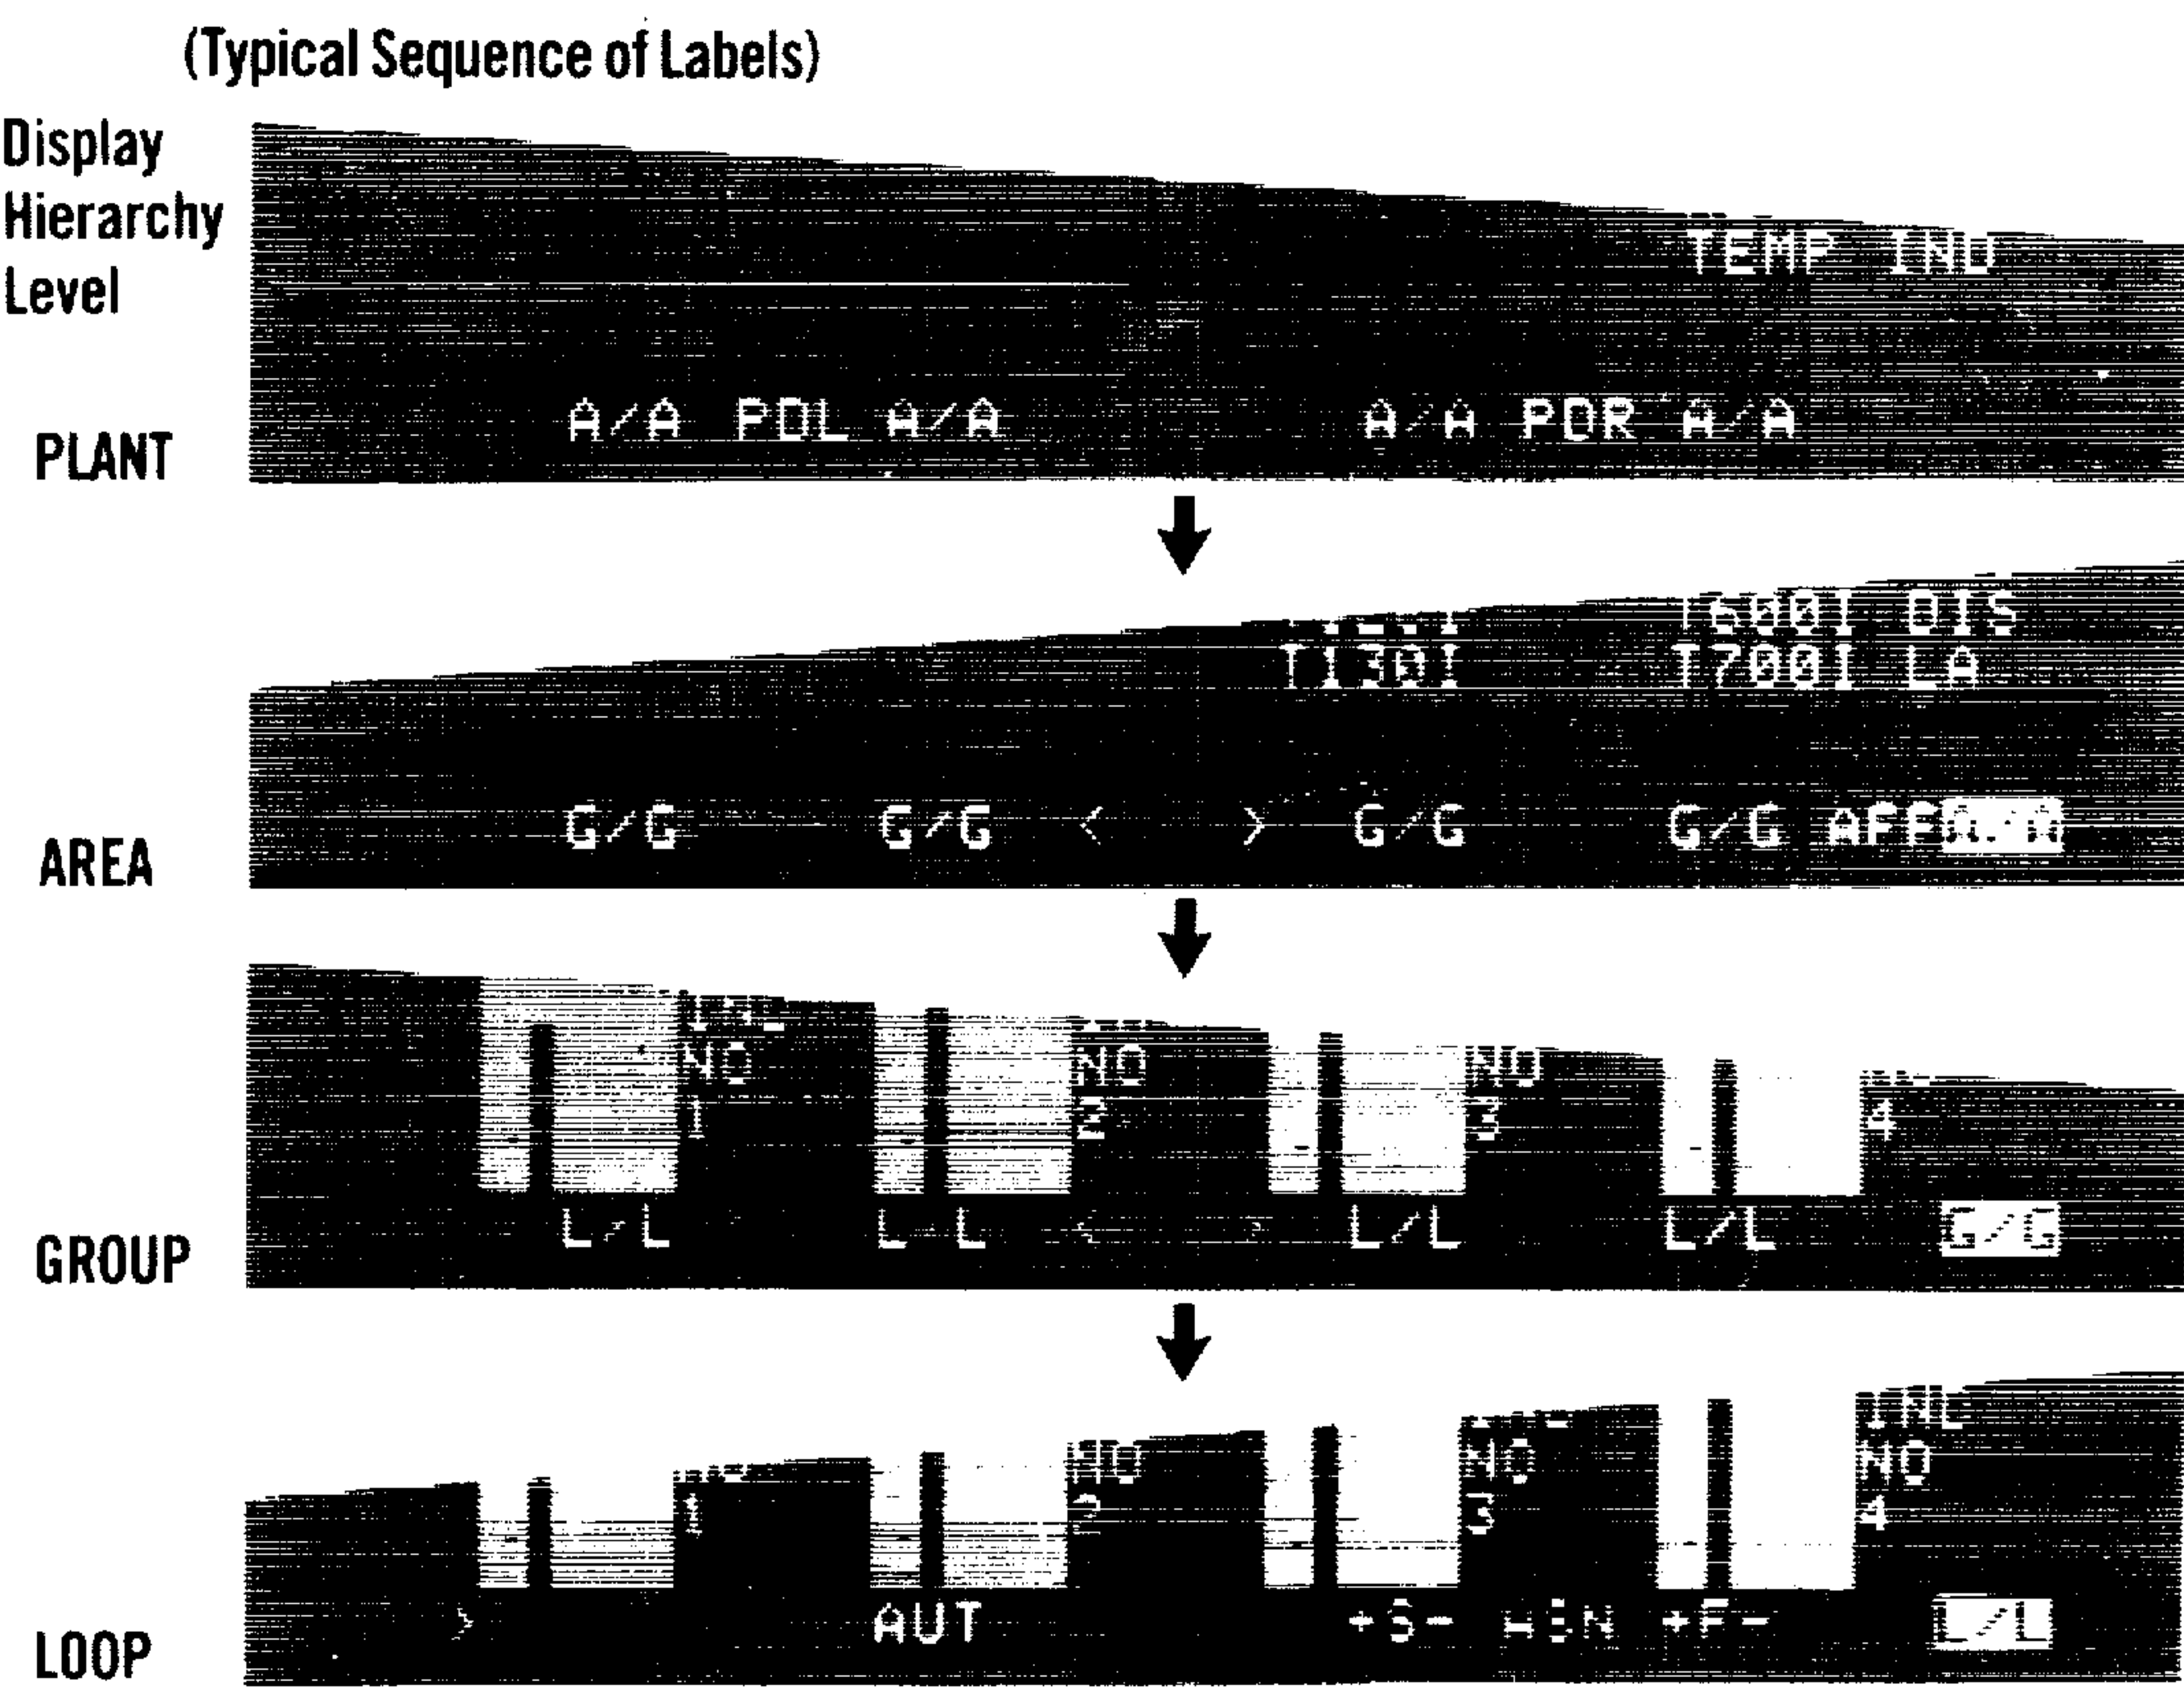 (Typical Sequence of Labels)
Display
Hierarchy
Level
TEMP IND
PLANT
A/A PDL A/A A/A PDR A/A
T600I DIS
T130I T700I LA
AREA
G/G G/G < > G/G G/G AFF A/A
NO NO NO
1 2 3 4
GROUP
L/L L/L < > L/L L/L G/G
NO NO NO
1 2 3 4
LOOP
> AUT +S- +F- L/L